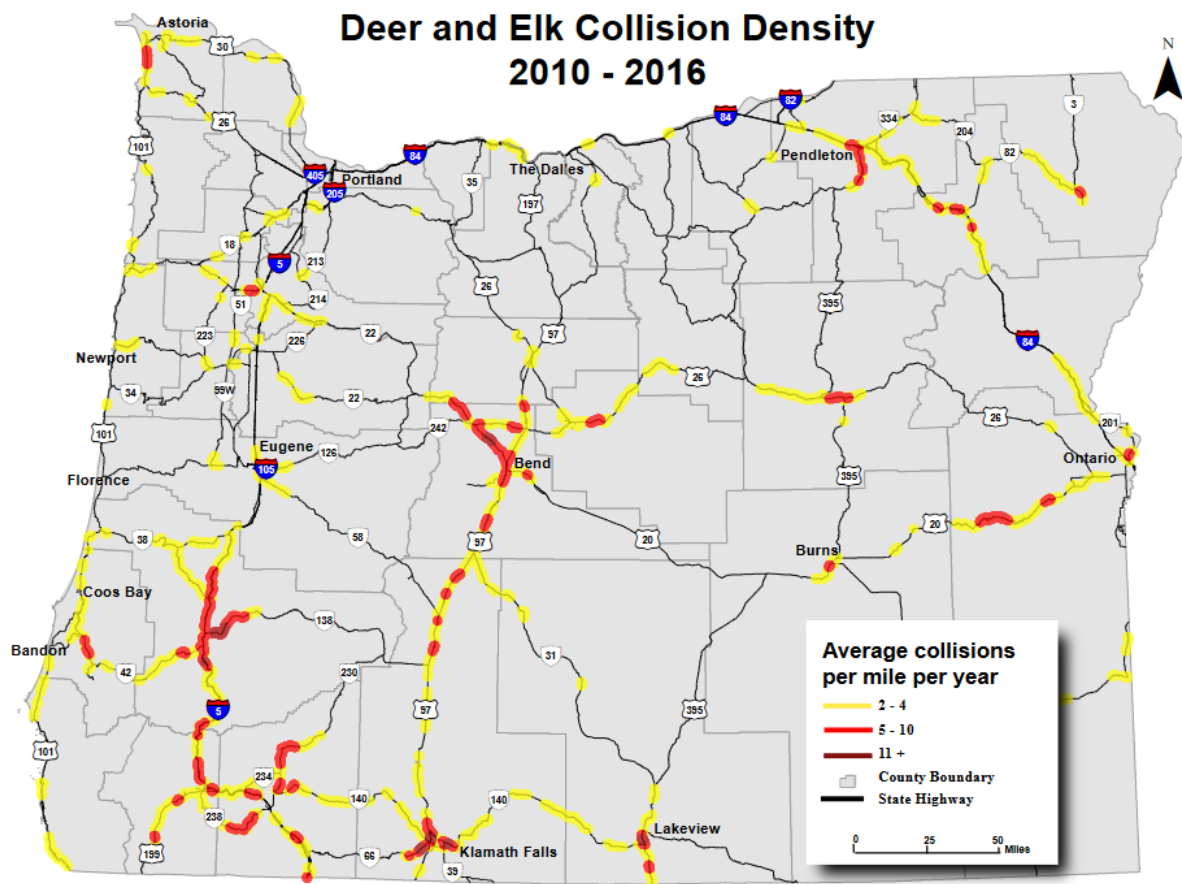 Deer and Elk Collision Density
2010 - 2016
N
Astoria
30
26
101
405
Portland
205
84
35
The Dalles
197
84
82
Pendleton
334
204
82
3
18
5
213
214
51
223
226
22
26
97
395
84
Newport
34
99W
22
242
26
26
201
101
Eugene
126
105
Florence
Bend
395
Ontario
38
58
97
20
20
Burns
Coos Bay
138
Bandon
42
230
31
5
97
395
101
234
140
140
238
199
66
39
Klamath Falls
Lakeview
Average collisions
per mile per year
2 - 4
5 - 10
11 +
County Boundary
State Highway
0 25 50
Miles